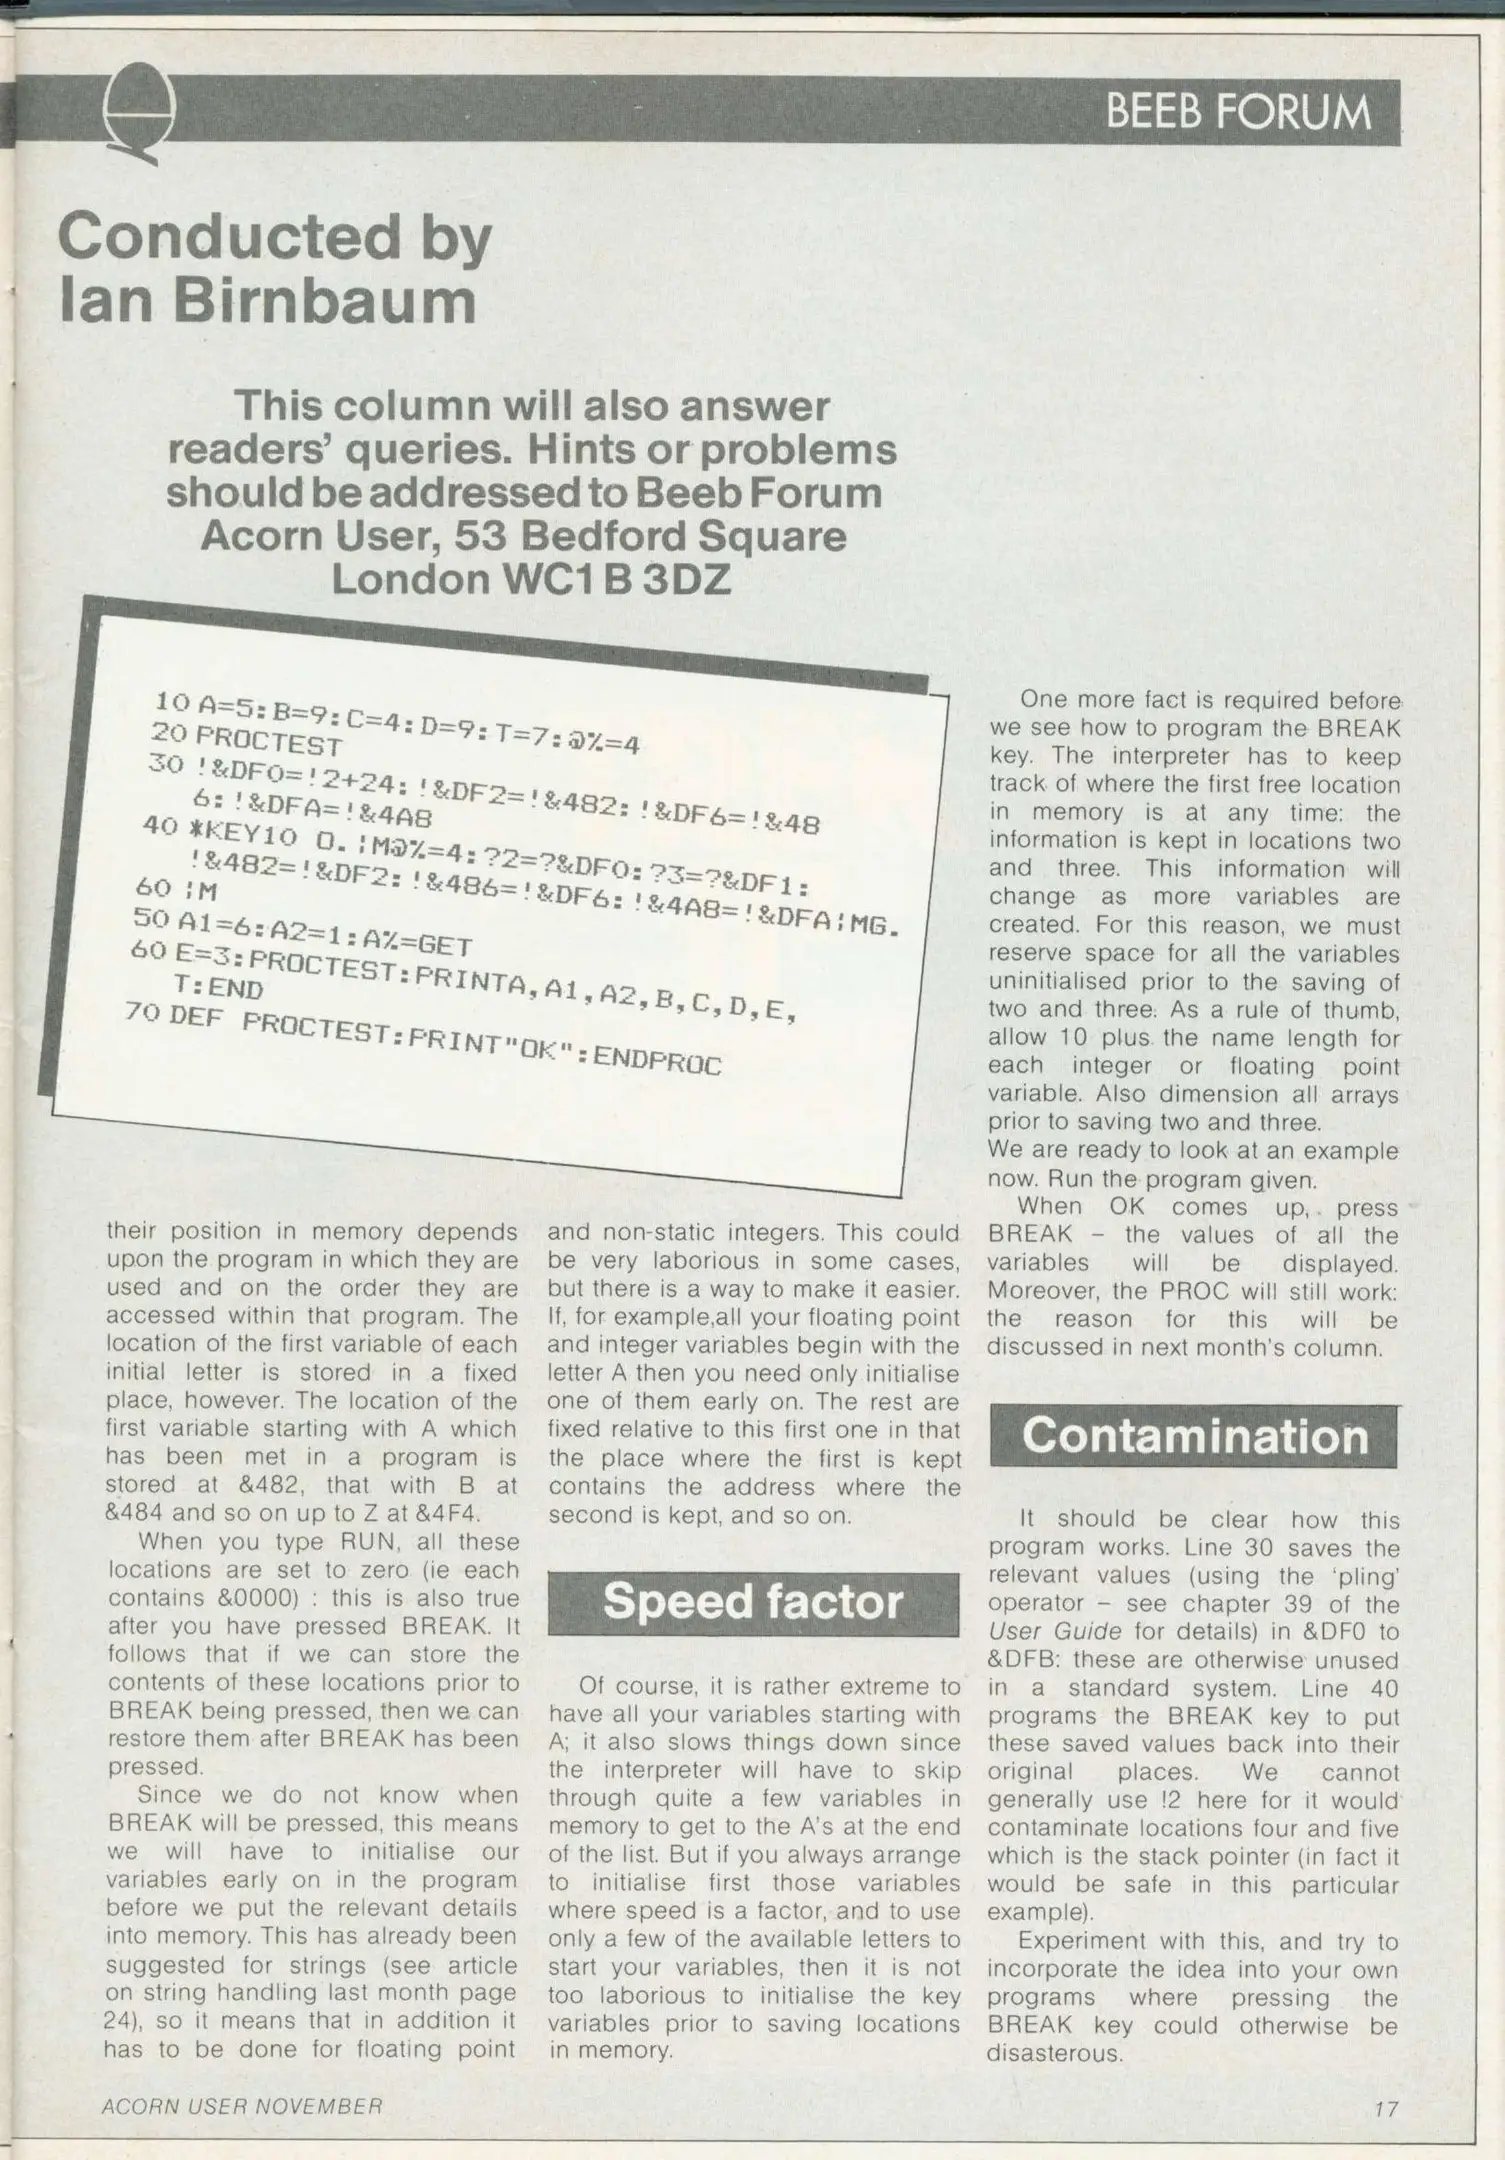 BEEB FORUM
Conducted by
Ian Birnbaum
This column will also answer
readers' queries. Hints or problems
should be addressed to Beeb Forum
Acorn User, 53 Bedford Square
London WC1B 3DZ
10 A=5:B=9:C=4:D=9:T=7:@%=4
20 PROCTEST
30 !&DF0=!2+24:!&DF2=!&482:!&DF6=!&48
6:!&DFA=!&4A8
40 *KEY10 O.¦M@%=4:?2=?&DF0:?3=?&DF1:
!&482=!&DF2:!&486=!&DF6:!&4A8=!&DFA¦MG.
60¦M
50 A1=6:A2=1:A%=GET
60 E=3:PROCTEST:PRINTA,A1,A2,B,C,D,E,
T:END
70 DEF PROCTEST:PRINT"OK":ENDPROC
their position in memory depends
upon the program in which they are
used and on the order they are
accessed within that program. The
location of the first variable of each
initial letter is stored in a fixed
place, however. The location of the
first variable starting with A which
has been met in a program is
stored at &482, that with B at
&484 and so on up to Z at &4F4.
When you type RUN, all these
locations are set to zero (ie each
contains &0000) : this is also true
after you have pressed BREAK. It
follows that if we can store the
contents of these locations prior to
BREAK being pressed, then we can
restore them after BREAK has been
pressed.
Since we do not know when
BREAK will be pressed, this means
we will have to initialise our
variables early on in the program
before we put the relevant details
into memory. This has already been
suggested for strings (see article
on string handling last month page
24), so it means that in addition it
has to be done for floating point
and non-static integers. This could
be very laborious in some cases,
but there is a way to make it easier.
If, for example,all your floating point
and integer variables begin with the
letter A then you need only initialise
one of them early on. The rest are
fixed relative to this first one in that
the place where the first is kept
contains the address where the
second is kept, and so on.
Speed factor
Of course, it is rather extreme to
have all your variables starting with
A; it also slows things down since
the interpreter will have to skip
through quite a few variables in
memory to get to the A's at the end
of the list. But if you always arrange
to initialise first those variables
where speed is a factor, and to use
only a few of the available letters to
start your variables, then it is not
too laborious to initialise the key
variables prior to saving locations
in memory.
One more fact is required before
we see how to program the BREAK
key. The interpreter has to keep
track of where the first free location
in memory is at any time: the
information is kept in locations two
and three. This information will
change as more variables are
created. For this reason, we must
reserve space for all the variables
uninitialised prior to the saving of
two and three. As a rule of thumb,
allow 10 plus the name length for
each integer or floating point
variable. Also dimension all arrays
prior to saving two and three.
We are ready to look at an example
now. Run the program given.
When OK comes up, press
BREAK – the values of all the
variables will be displayed.
Moreover, the PROC will still work:
the reason for this will be
discussed in next month's column.
Contamination
It should be clear how this
program works. Line 30 saves the
relevant values (using the 'pling'
operator – see chapter 39 of the
User Guide for details) in &DF0 to
&DFB: these are otherwise unused
in a standard system. Line 40
programs the BREAK key to put
these saved values back into their
original places. We cannot
generally use !2 here for it would
contaminate locations four and five
which is the stack pointer (in fact it
would be safe in this particular
example).
Experiment with this, and try to
incorporate the idea into your own
programs where pressing the
BREAK key could otherwise be
disasterous.
ACORN USER NOVEMBER
17